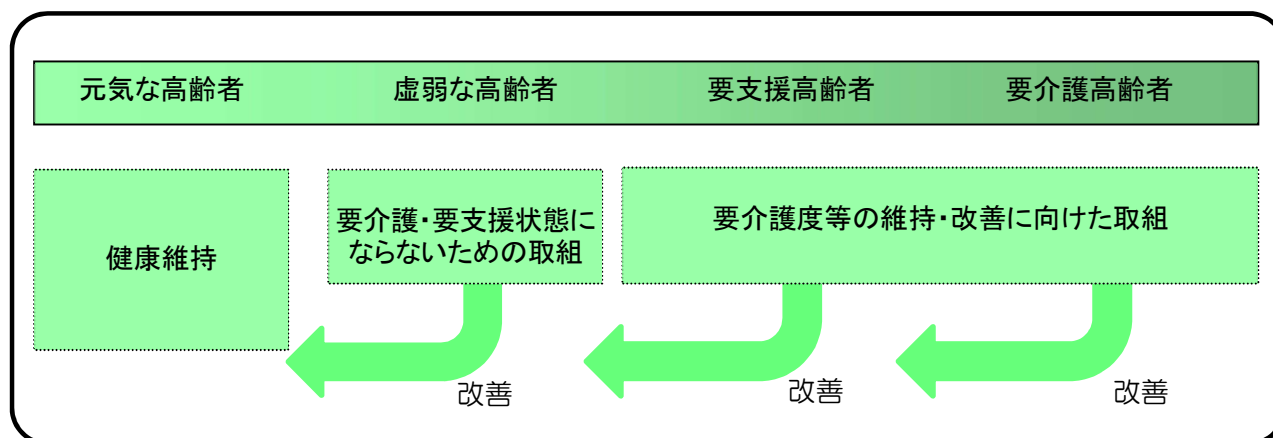 元気な高齢者
虚弱な高齢者
要支援高齢者
要介護高齢者
健康維持
要介護・要支援状態に
ならないための取組
要介護度等の維持・改善に向けた取組
改善
改善
改善